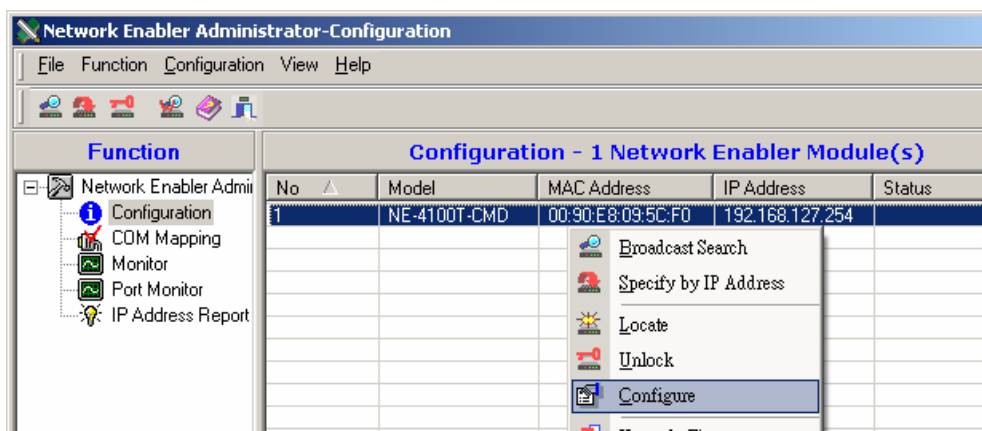 Network Enabler Administrator-Configuration
File Function Configuration View Help
Function
Configuration - 1 Network Enabler Module(s)
Network Enabler Admi
Configuration
COM Mapping
Monitor
Port Monitor
IP Address Report
No Model MAC Address IP Address Status
1 NE-4100T-CMD 00:90:E8:09:5C:F0 192.168.127.254
Broadcast Search
Specify by IP Address
Locate
Unlock
Configure